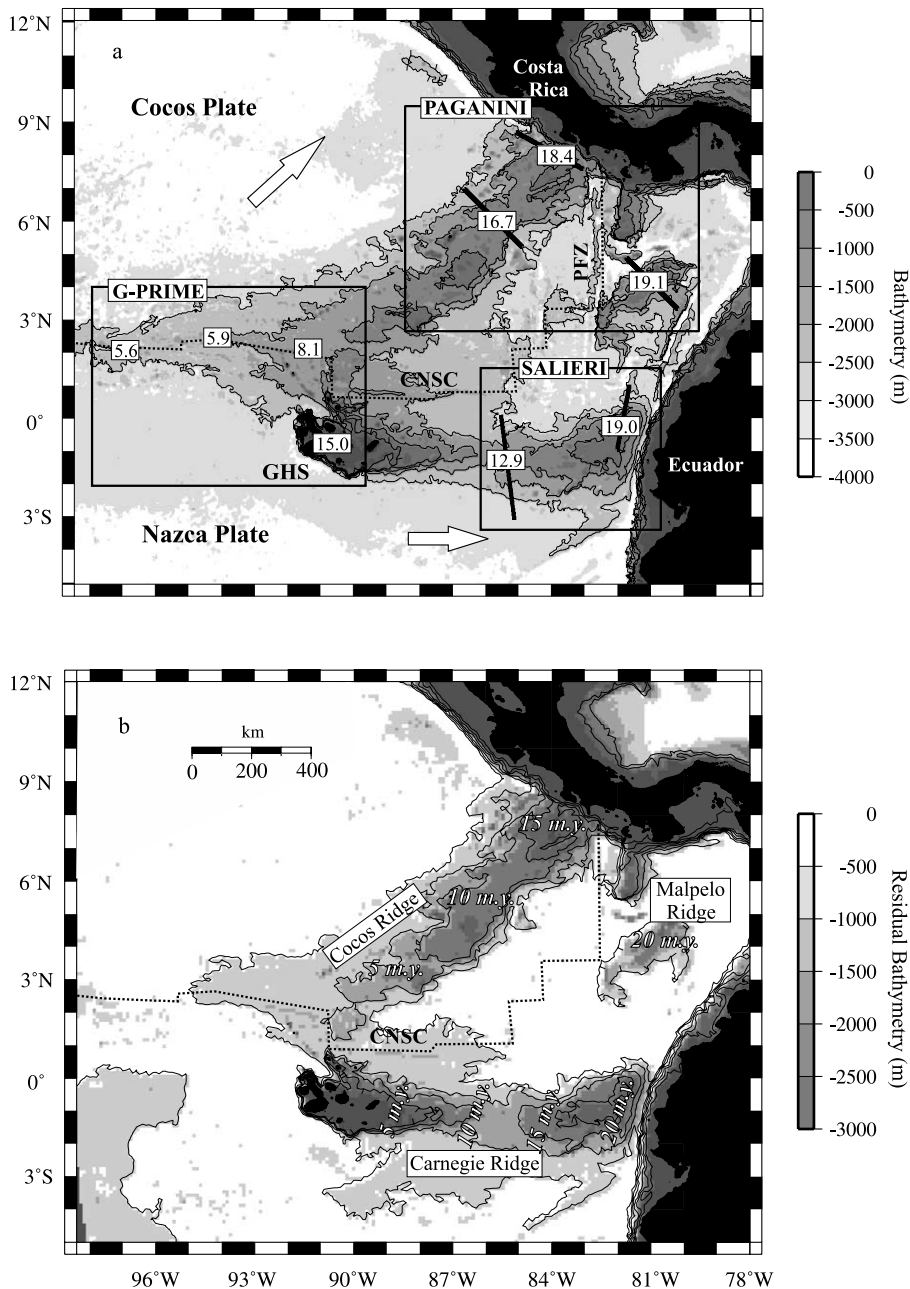 12°N
a
Costa
Rica
Cocos Plate
PAGANINI
9°N
18.4
0
-500
-1000
-1500
-2000
-2500
-3000
-3500
-4000
Bathymetry (m)
6°N
16.7
PFZ
19.1
G-PRIME
3°N
5.6
5.9
8.1
CNSC
SALIERI
0°
15.0
19.0
12.9
GHS
Ecuador
3°S
Nazca Plate
12°N
b
km
0 200 400
9°N
15 m.y.
0
-500
-1000
-1500
-2000
-2500
-3000
Residual Bathymetry (m)
6°N
10 m.y.
Malpelo
Ridge
Cocos Ridge
20 m.y.
5 m.y.
3°N
CNSC
0°
5 m.y.
10 m.y.
15 m.y.
20 m.y.
Carnegie Ridge
3°S
96°W 93°W 90°W 87°W 84°W 81°W 78°W